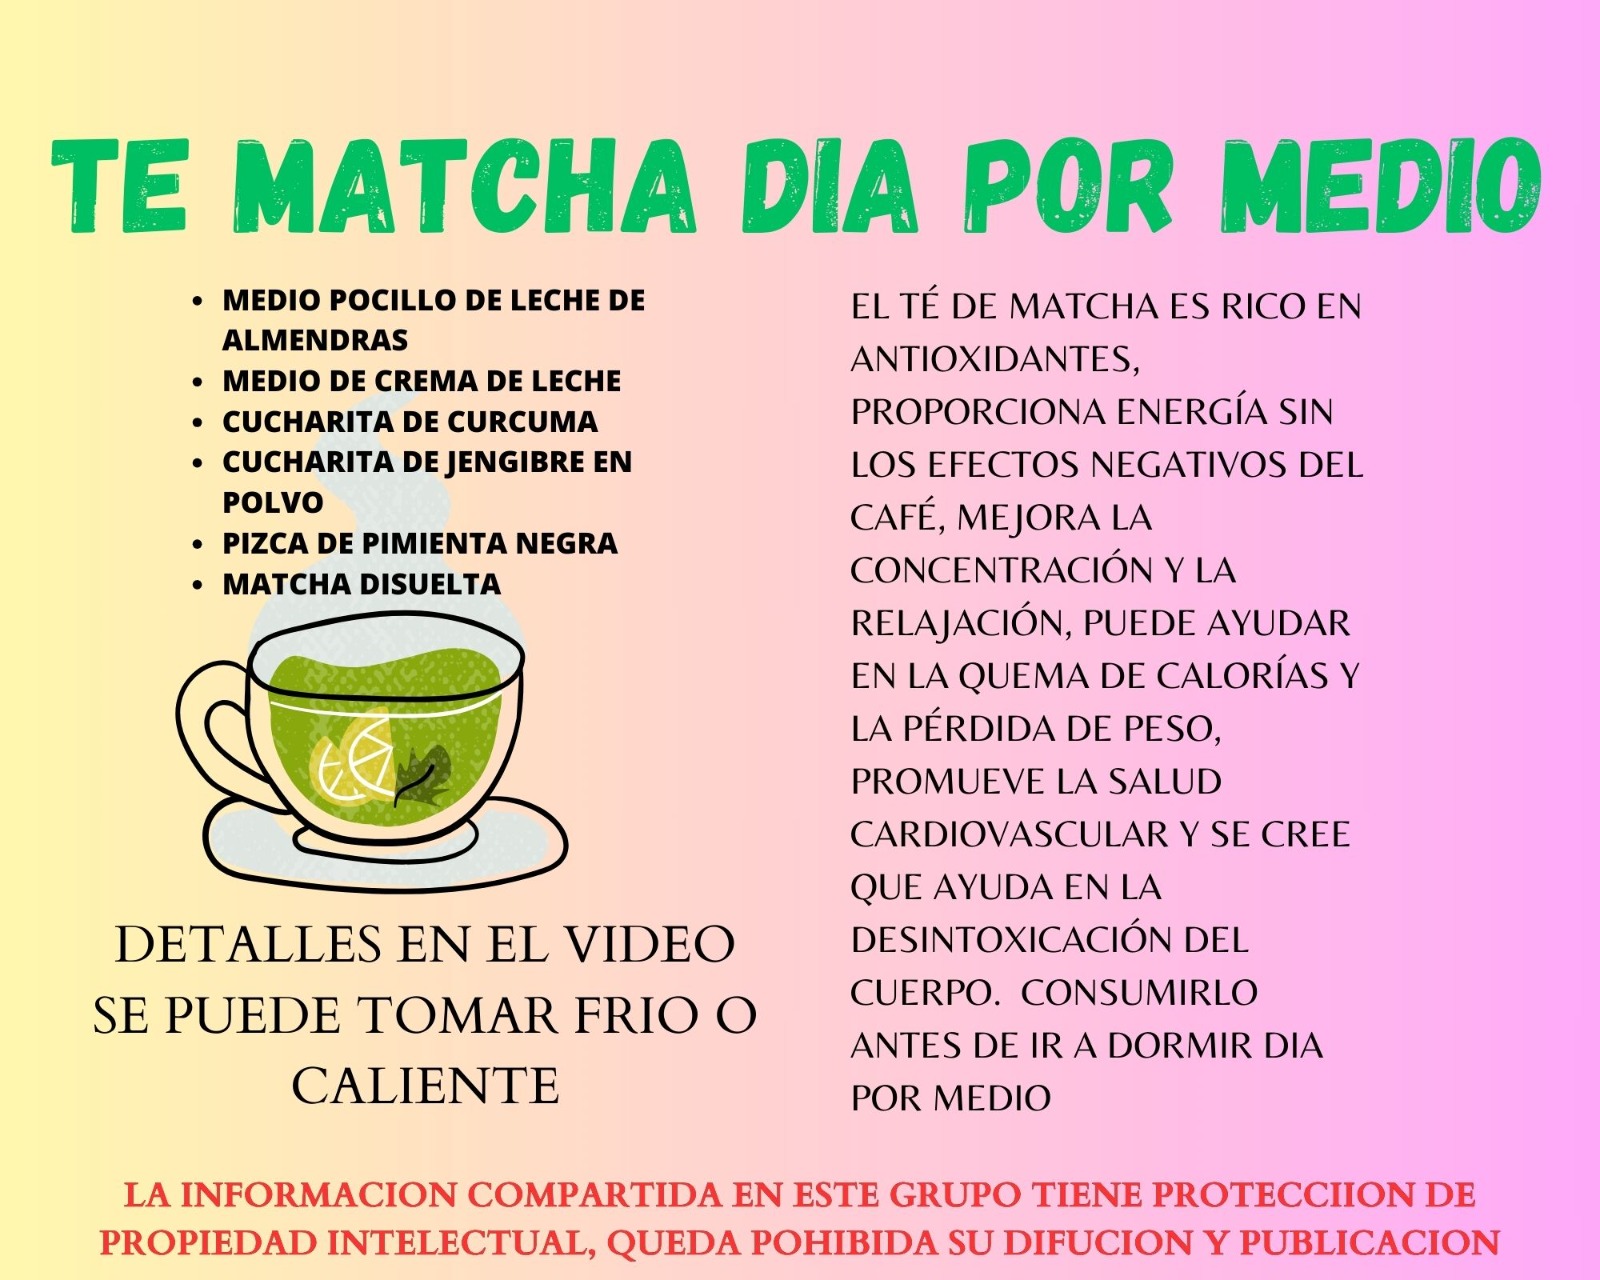 TE MATCHA DIA POR MEDIO
• MEDIO POCILLO DE LECHE DE
ALMENDRAS
• MEDIO DE CREMA DE LECHE
• CUCHARITA DE CURCUMA
• CUCHARITA DE JENGIBRE EN
POLVO
• PIZCA DE PIMIENTA NEGRA
• MATCHA DISUELTA
DETALLES EN EL VIDEO
SE PUEDE TOMAR FRIO O
CALIENTE
EL TÉ DE MATCHA ES RICO EN
ANTIOXIDANTES,
PROPORCIONA ENERGÍA SIN
LOS EFECTOS NEGATIVOS DEL
CAFÉ, MEJORA LA
CONCENTRACIÓN Y LA
RELAJACIÓN, PUEDE AYUDAR
EN LA QUEMA DE CALORÍAS Y
LA PÉRDIDA DE PESO,
PROMUEVE LA SALUD
CARDIOVASCULAR Y SE CREE
QUE AYUDA EN LA
DESINTOXICACIÓN DEL
CUERPO. CONSUMIRLO
ANTES DE IR A DORMIR DIA
POR MEDIO
LA INFORMACION COMPARTIDA EN ESTE GRUPO TIENE PROTECCIION DE
PROPIEDAD INTELECTUAL, QUEDA POHIBIDA SU DIFUCION Y PUBLICACION